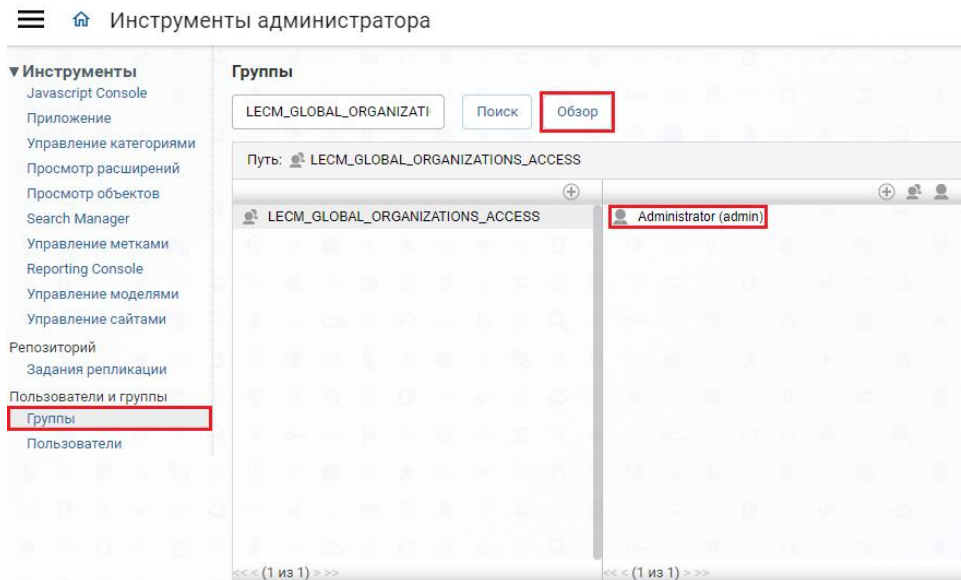 Инструменты администратора
▼Инструменты
Javascript Console
Приложение
Управление категориями
Просмотр расширений
Просмотр объектов
Search Manager
Управление метками
Reporting Console
Управление моделями
Управление сайтами
Репозиторий
Задания репликации
Пользователи и группы
Группы
Пользователи
Группы
LECM_GLOBAL_ORGANIZATI Поиск Обзор
Путь: LECM_GLOBAL_ORGANIZATIONS_ACCESS
LECM_GLOBAL_ORGANIZATIONS_ACCESS
<< < (1 из 1) > >>
Administrator (admin)
<< < (1 из 1) > >>